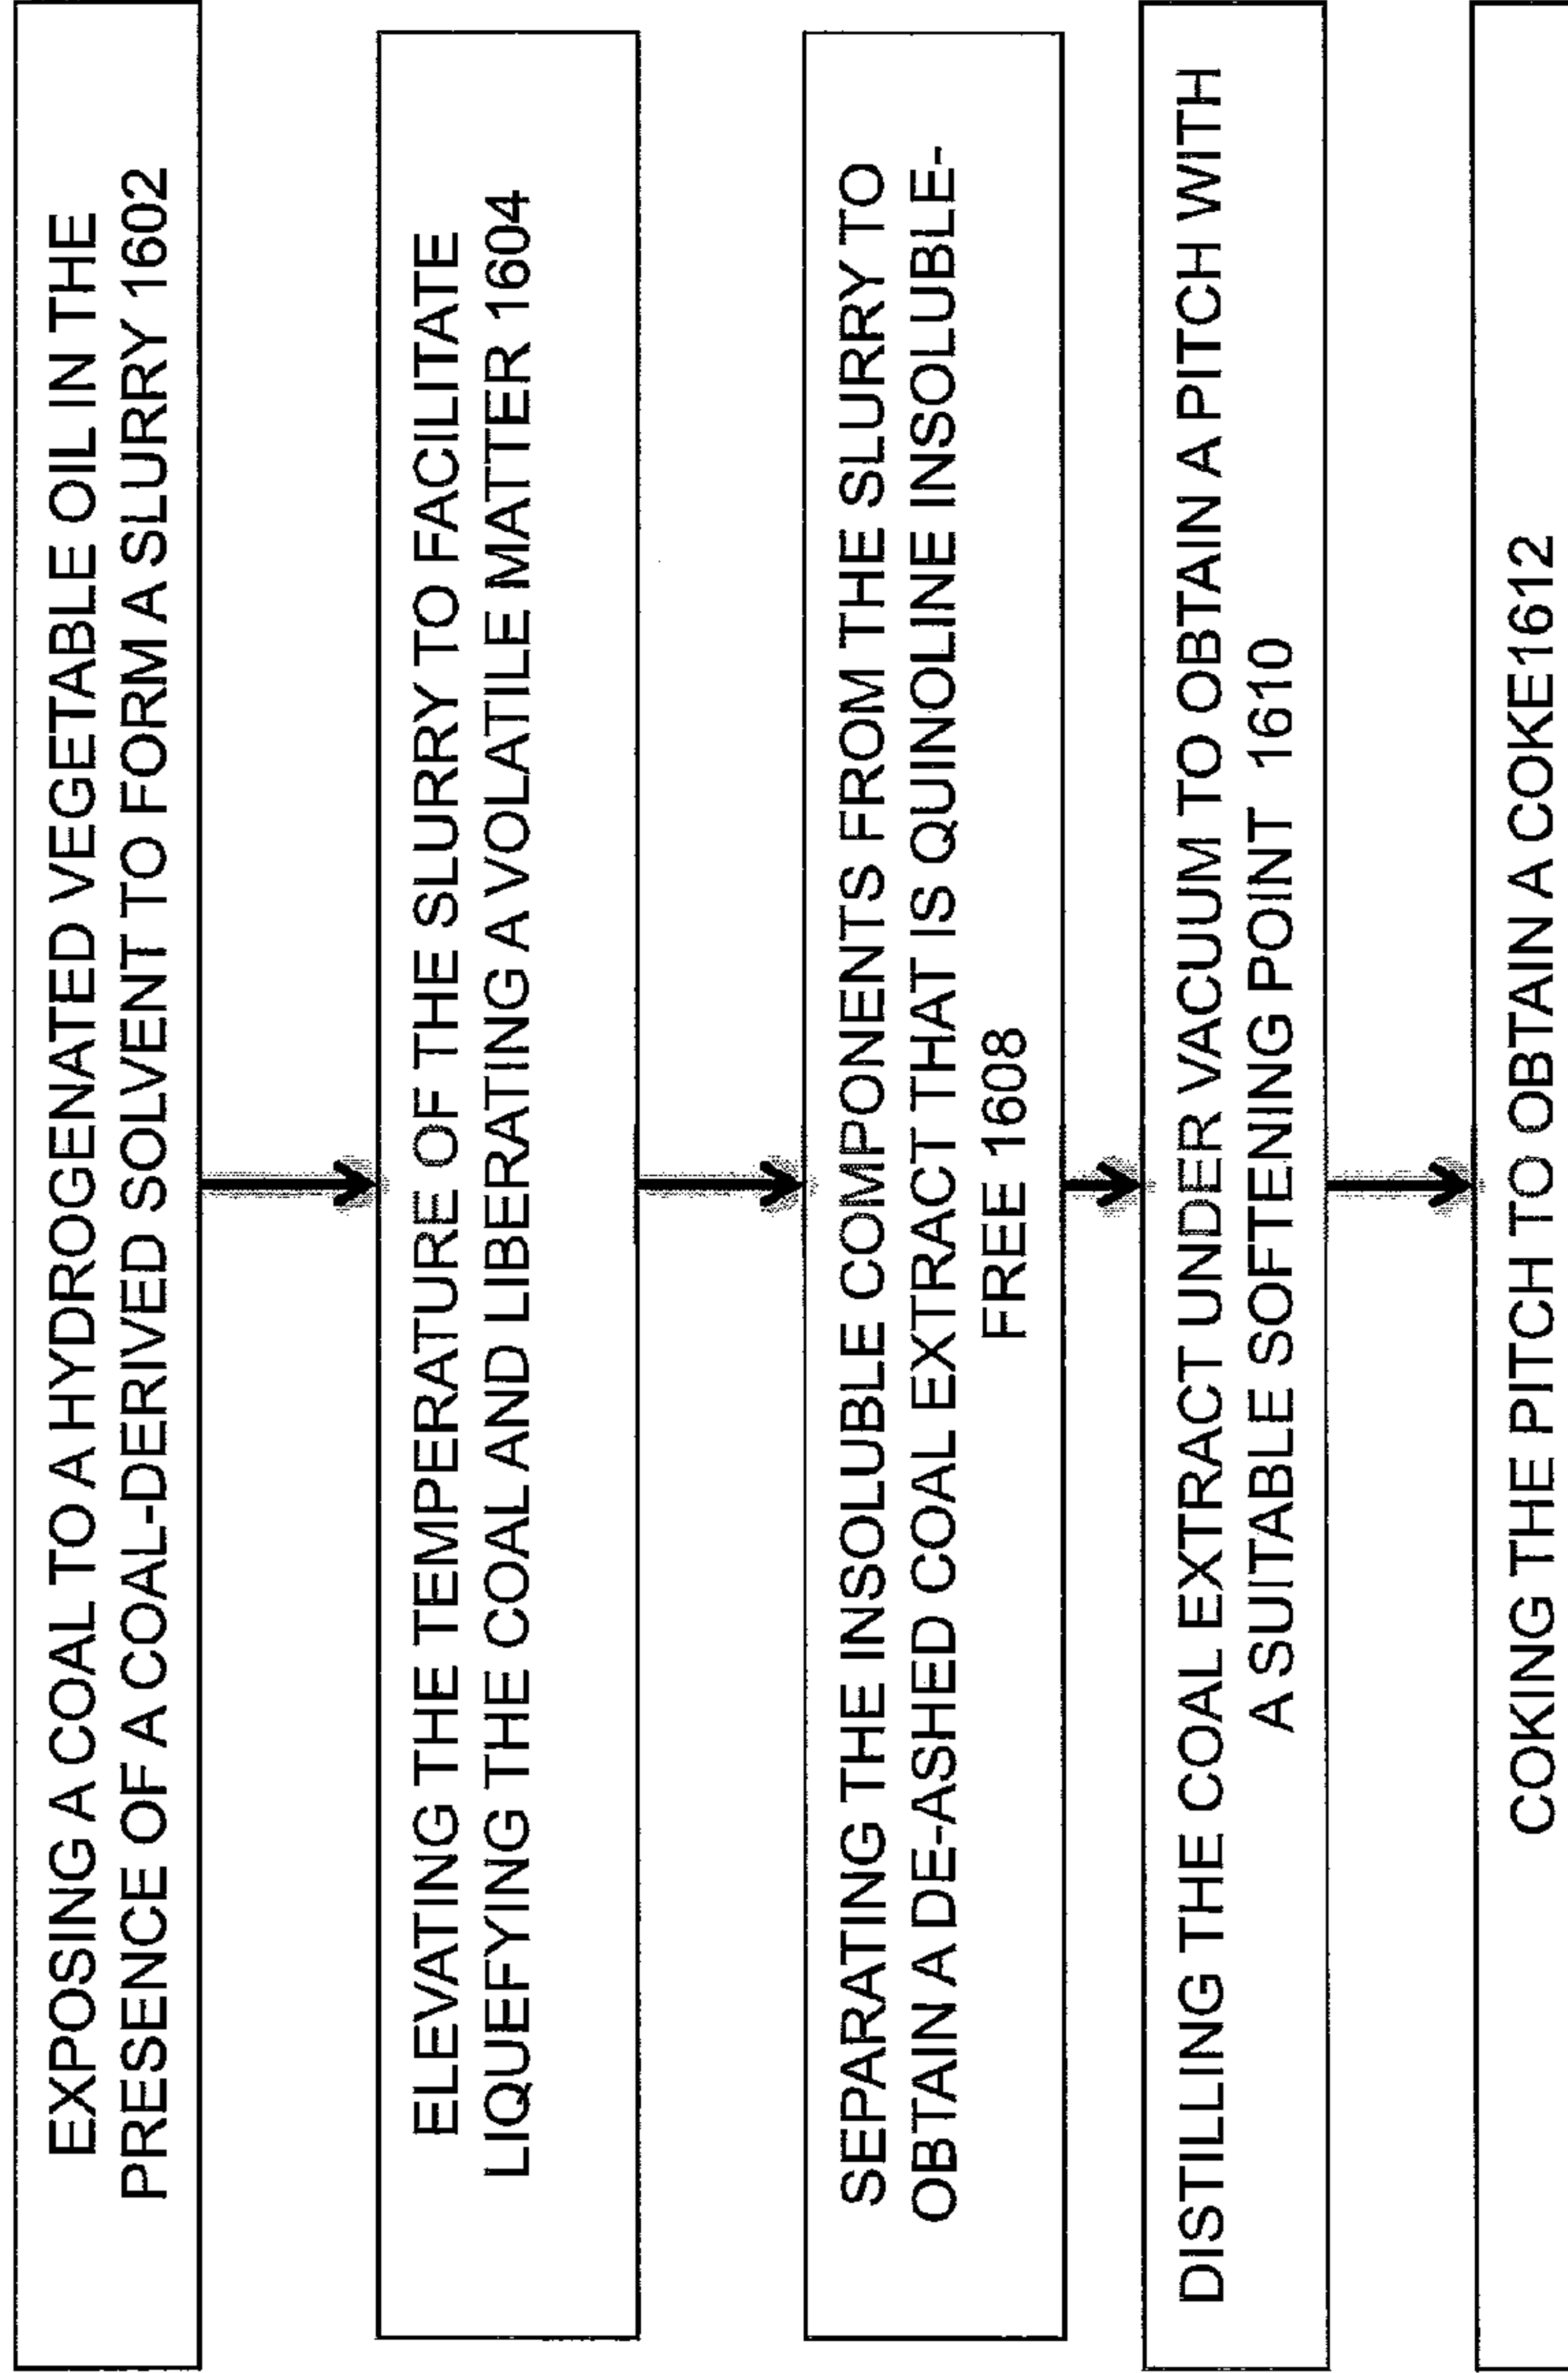 EXPOSING A COAL TO A HYDROGENATED VEGETABLE OIL IN THE
PRESENCE OF A COAL-DERIVED SOLVENT TO FORM A SLURRY 1602
ELEVATING THE TEMPERATURE OF THE SLURRY TO FACILITATE
LIQUEFYING THE COAL AND LIBERATING A VOLATILE MATTER 1604
SEPARATING THE INSOLUBLE COMPONENTS FROM THE SLURRY TO
OBTAIN A DE-ASHED COAL EXTRACT THAT IS QUINOLINE INSOLUBLE-
FREE 1608
DISTILLING THE COAL EXTRACT UNDER VACUUM TO OBTAIN A PITCH WITH
A SUITABLE SOFTENING POINT 1610
COKING THE PITCH TO OBTAIN A COKE1612